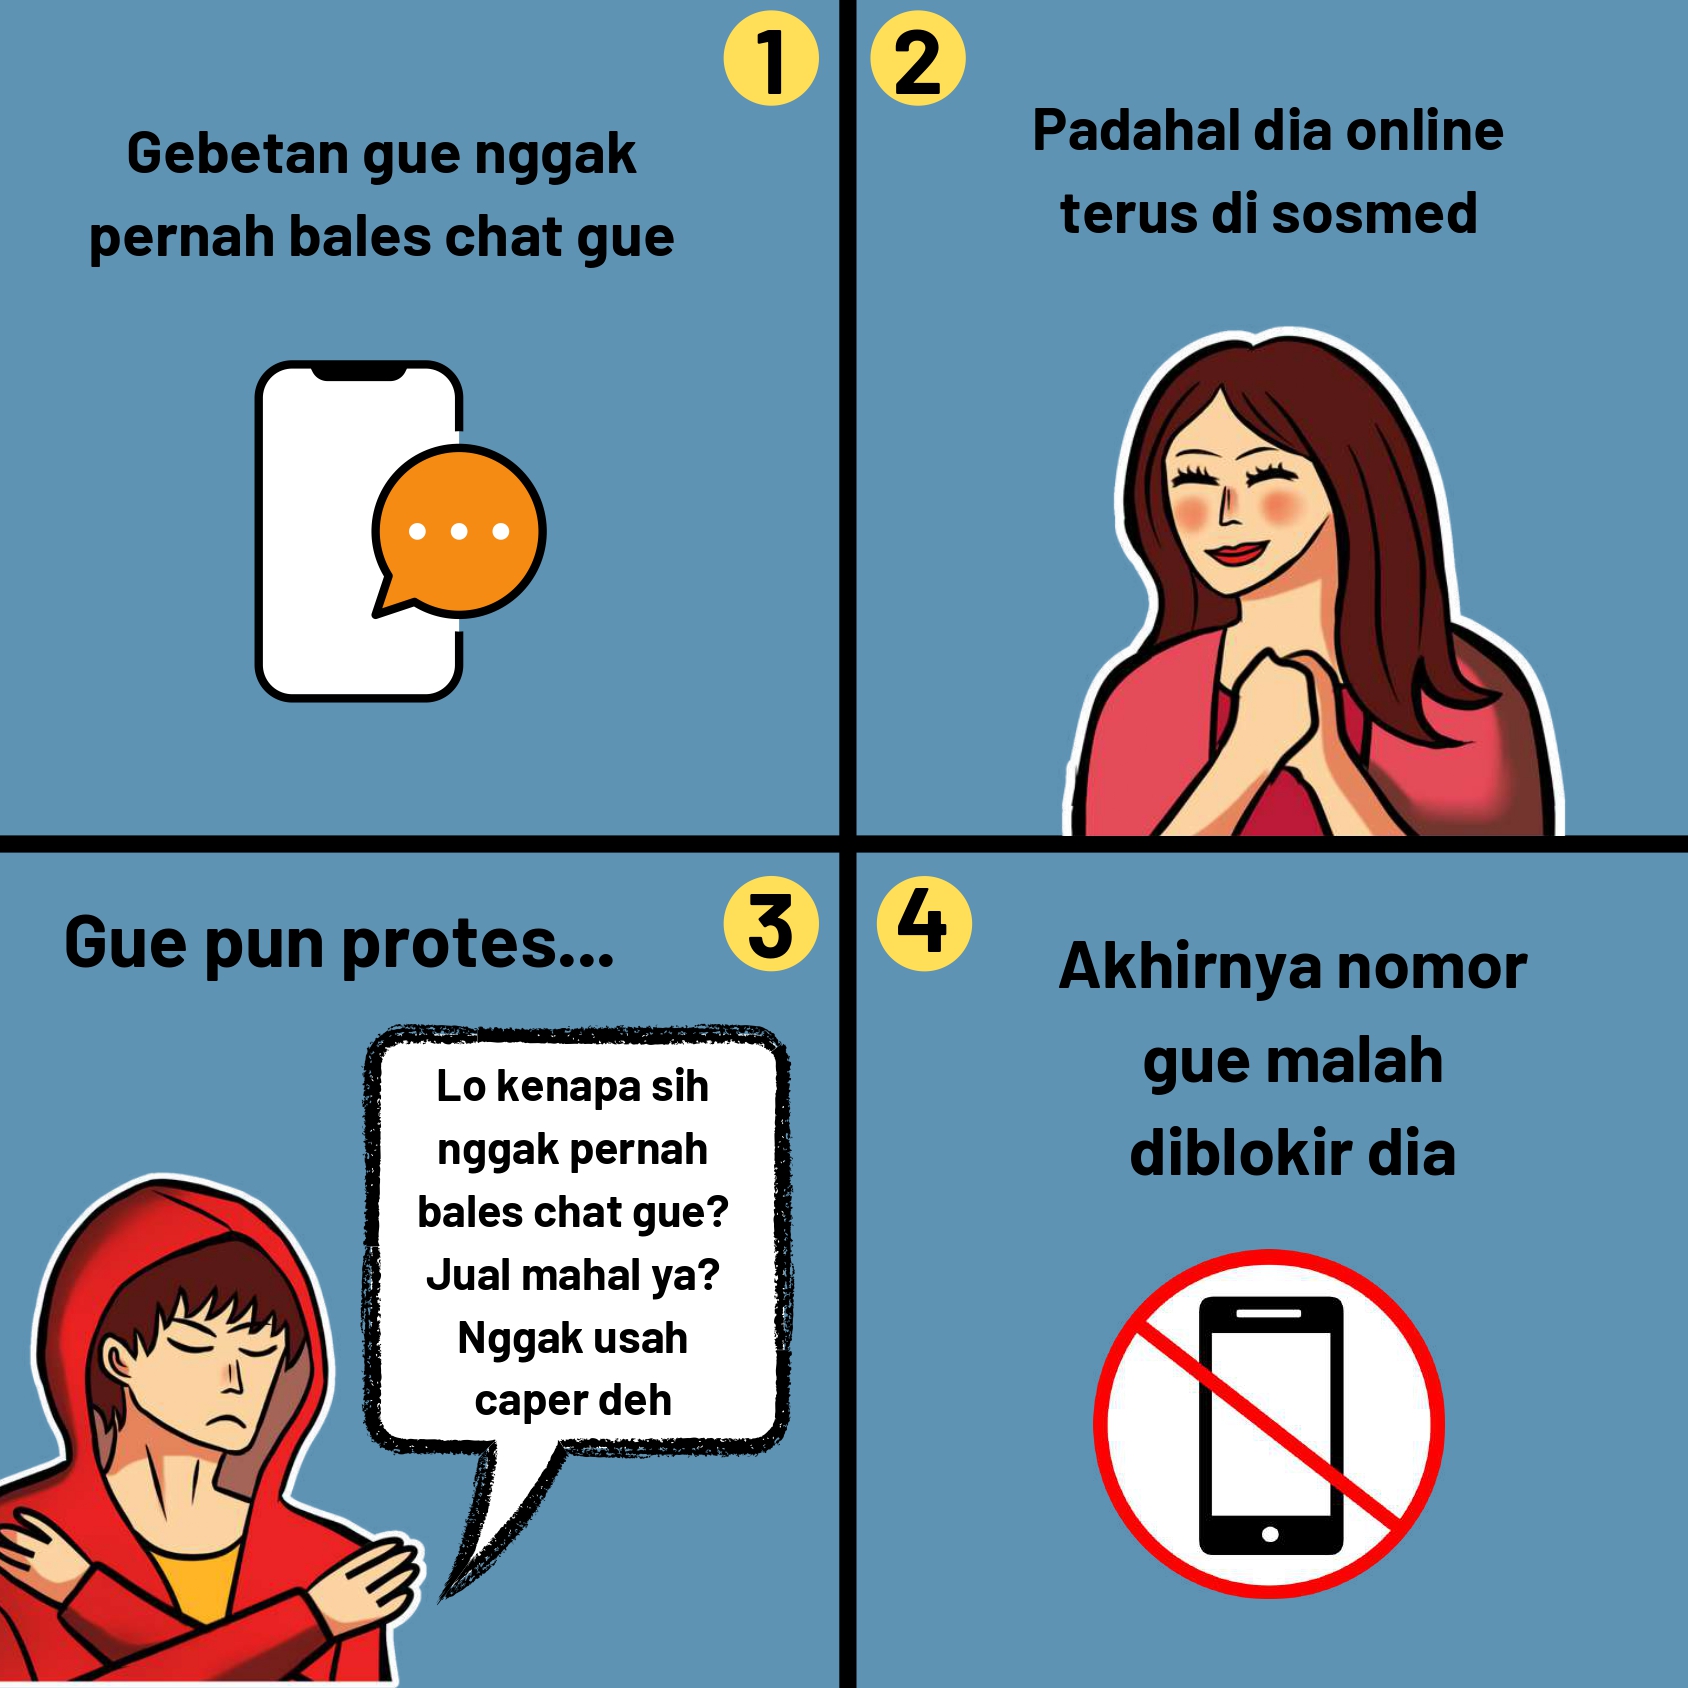 1
Gebetan gue nggak
pernah bales chat gue
2
Padahal dia online
terus di sosmed
3
Gue pun protes...
Lo kenapa sih
nggak pernah
bales chat gue?
Jual mahal ya?
Nggak usah
caper deh
4
Akhirnya nomor
gue malah
diblokir dia